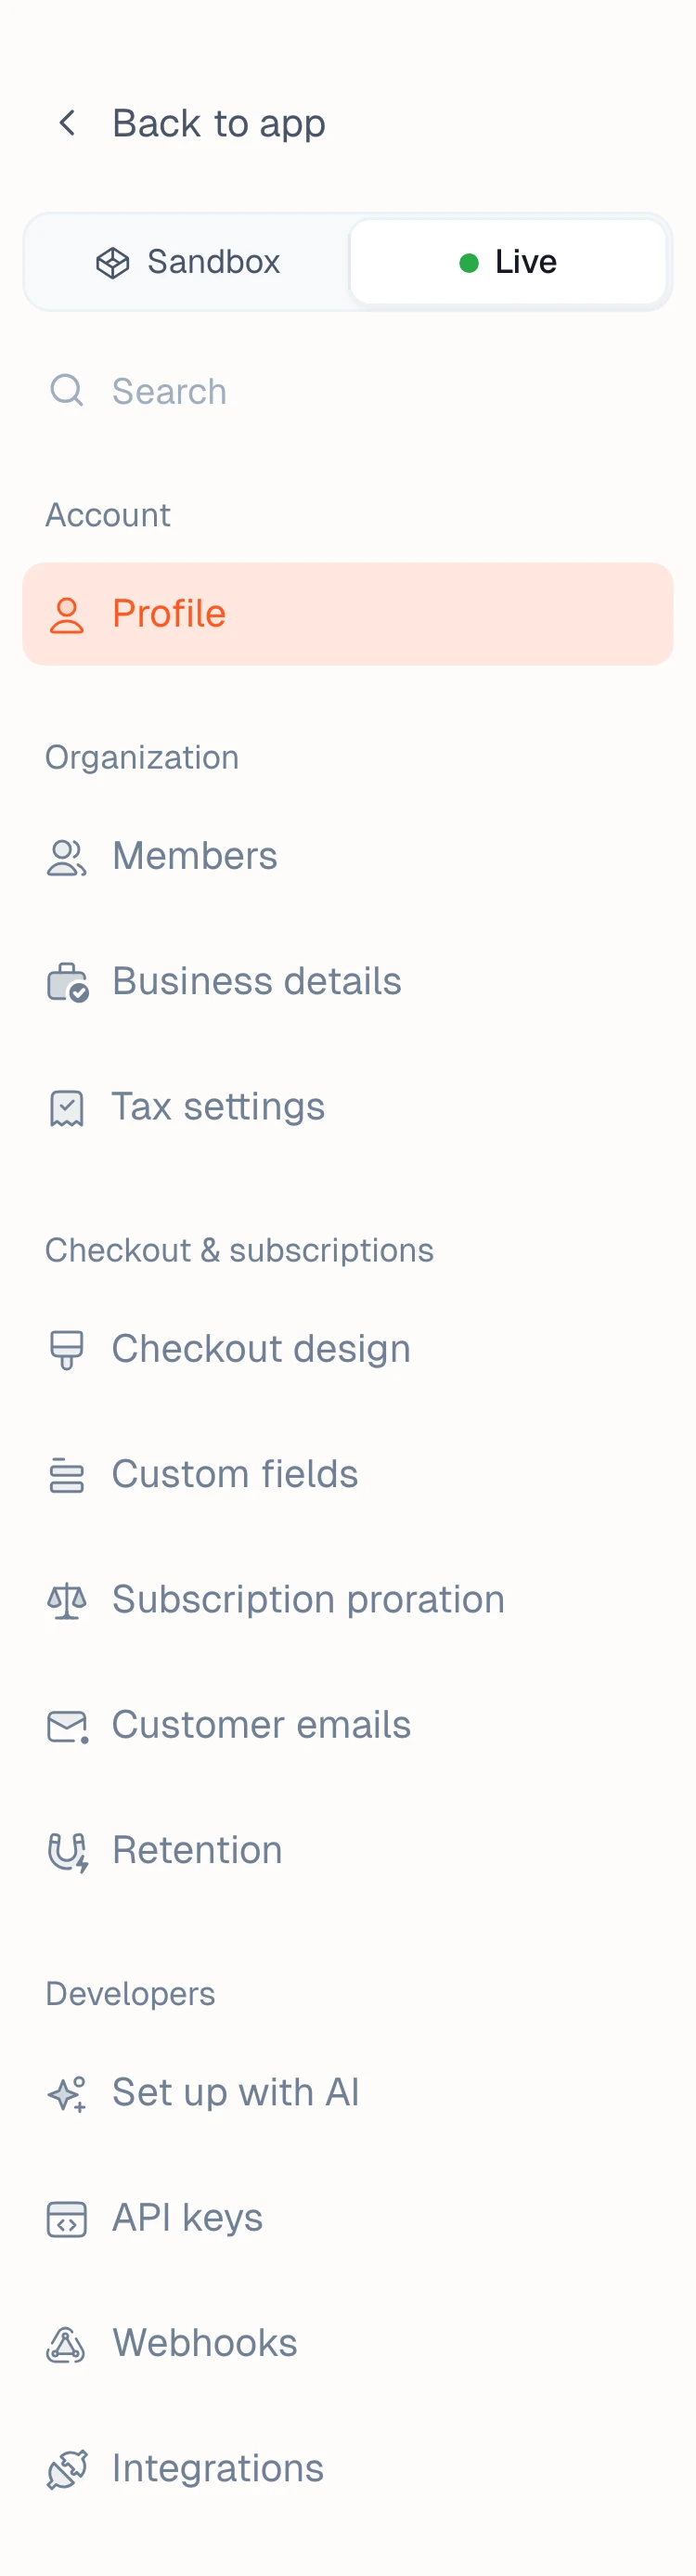 Back to app
Sandbox
Live
Search
Account
Profile
Organization
Members
Business details
Tax settings
Checkout & subscriptions
Checkout design
Custom fields
Subscription proration
Customer emails
Retention
Developers
Set up with AI
API keys
Webhooks
Integrations